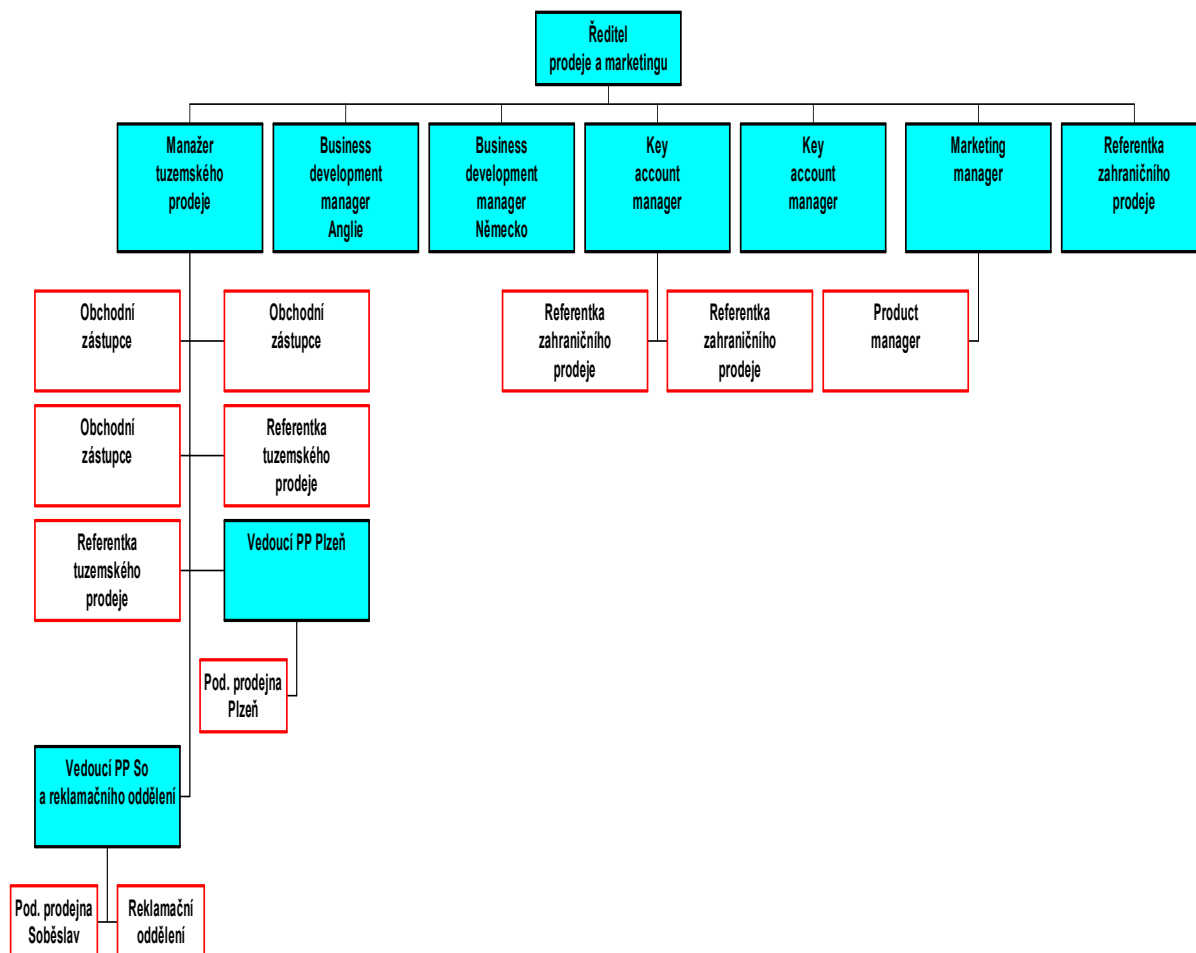 Ředitel
prodeje a marketingu
Manažer
tuzemského
prodeje
Business
development
manager
Anglie
Business
development
manager
Německo
Key
account
manager
Key
account
manager
Marketing
manager
Referentka
zahraničního
prodeje
Obchodní
zástupce
Obchodní
zástupce
Referentka
zahraničního
prodeje
Referentka
zahraničního
prodeje
Product
manager
Obchodní
zástupce
Referentka
tuzemského
prodeje
Referentka
tuzemského
prodeje
Vedoucí PP Plzeň
Pod. prodejna
Plzeň
Vedoucí PP So
a reklamačního oddělení
Pod. prodejna
Soběslav
Reklamační
oddělení